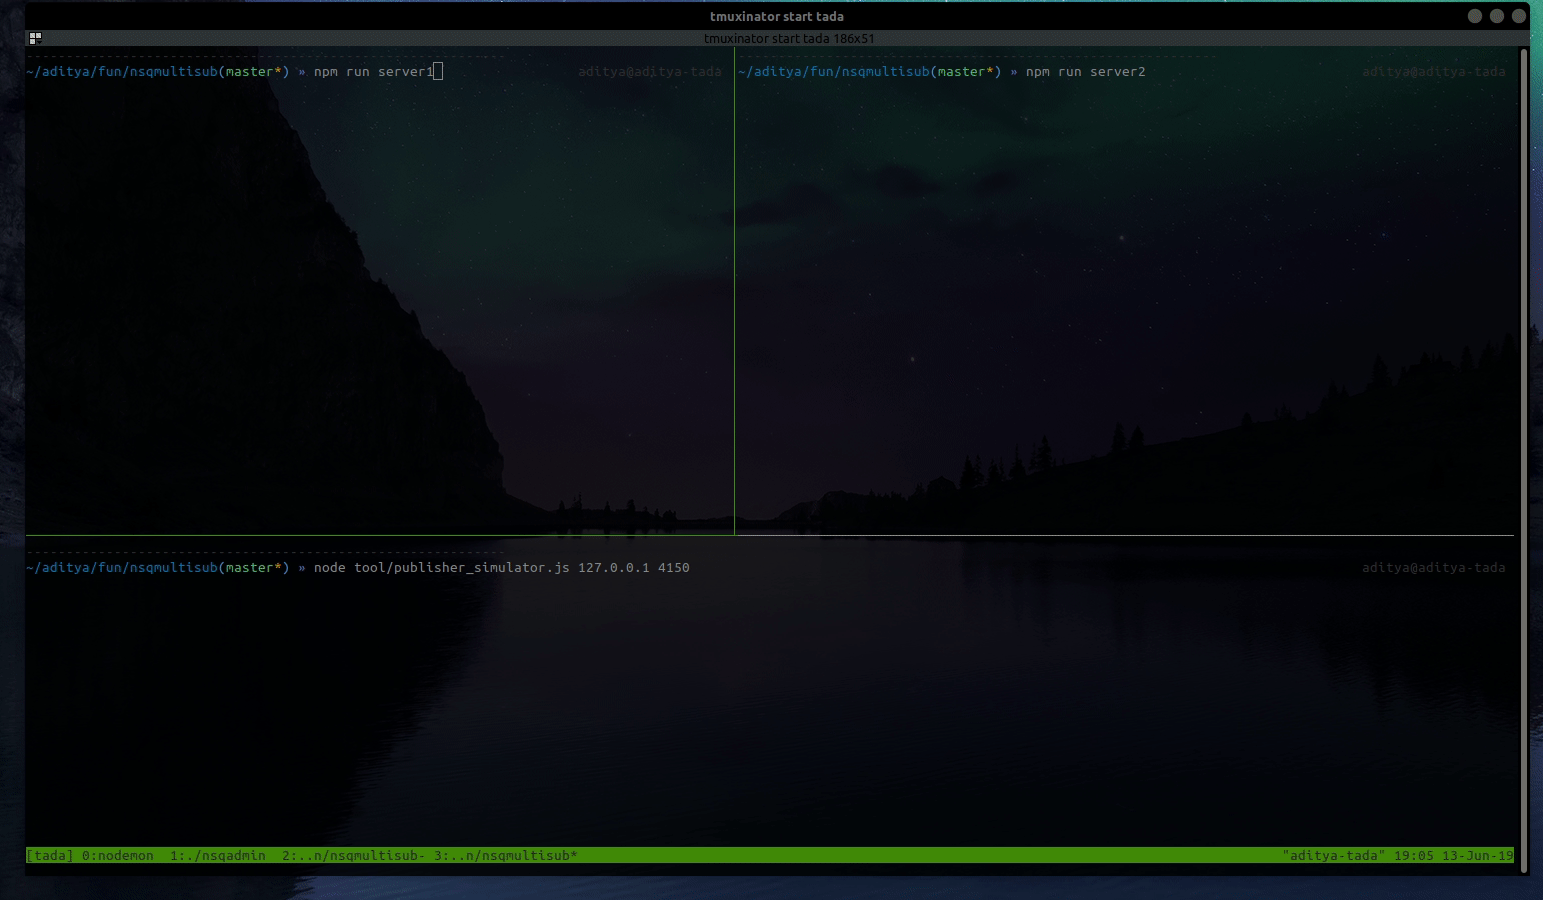 tmuxinator start tada
tmuxinator start tada 186x51
~/aditya/fun/nsqmultisub(master*) » npm run server1 aditya@aditya-tada
~/aditya/fun/nsqmultisub(master*) » npm run server2 aditya@aditya-tada
~/aditya/fun/nsqmultisub(master*) » node tool/publisher_simulator.js 127.0.0.1 4150 aditya@aditya-tada
[tada] 0:nodemon  1:./nsqadmin  2:..n/nsqmultisub- 3:..n/nsqmultisub* "aditya-tada" 19:05 13-Jun-19